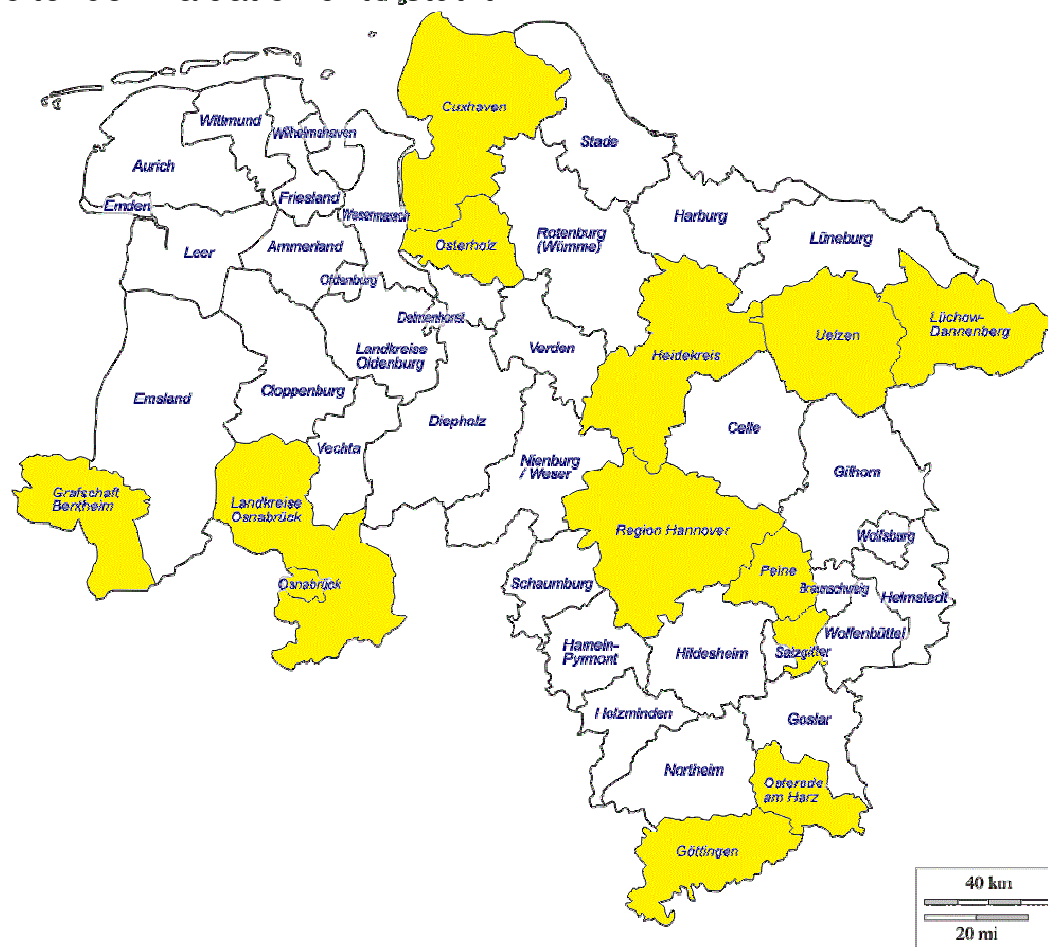 Cuxhaven
Wittmund
Wilhelmshaven
Stade
Aurich
Friesland
Emden
Wesermarsch
Harburg
Rotenburg
(Wümme)
Lüneburg
Leer
Ammerland
Osterholz
Oldenburg
Delmenhorst
Lüchow-
Dannenberg
Uelzen
Landkreise
Oldenburg
Verden
Heidekreis
Emsland
Cloppenburg
Diepholz
Celle
Vechta
Nienburg
/ Weser
Gifhorn
Grafschaft
Bentheim
Landkreise
Osnabrück
Region Hannover
Wolfsburg
Peine
Osnabrück
Schaumburg
Braunschweig
Helmstedt
Wolfenbüttel
Hameln-
Pyrmont
Hildesheim
Salzgitter
Holzminden
Goslar
Northeim
Osterode
am Harz
Göttingen
40 km
20 mi